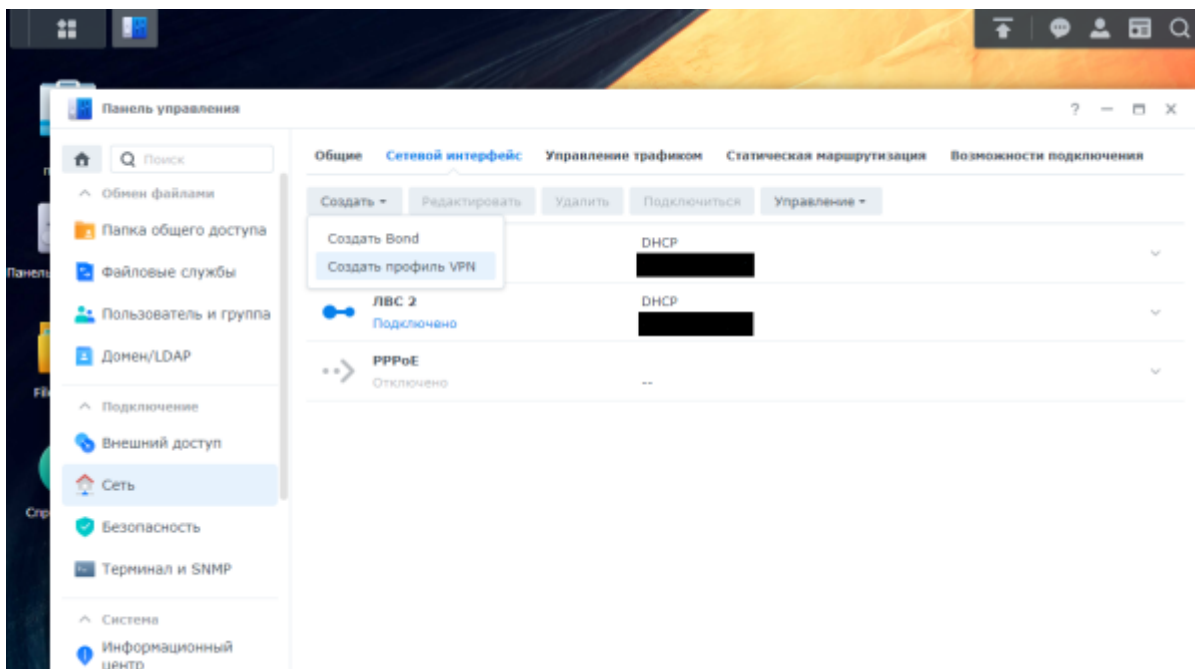 Панель управления
Поиск
Общие Сетевой интерфейс Управление трафиком Статическая маршрутизация Возможности подключения
Обмен файлами
Создать Редактировать Удалить Подключиться Управление
Папка общего доступа
Создать Bond
DHCP
Файловые службы
Создать профиль VPN
Пользователь и группа
ЛВС 2
DHCP
Подключено
Домен/LDAP
PPPoE
Отключено
--
Подключение
Внешний доступ
Сеть
Безопасность
Терминал и SNMP
Система
Информационный
центр